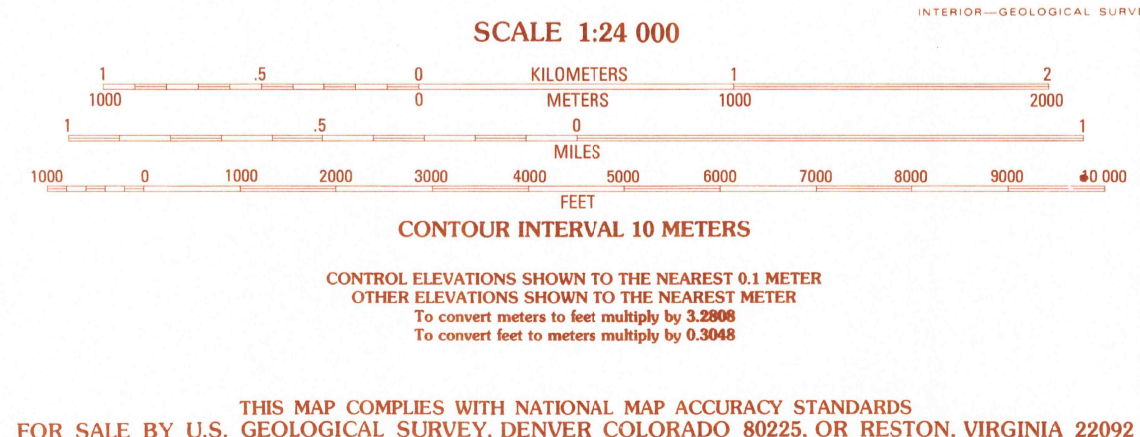 INTERIOR—GEOLOGICAL SURVE
SCALE 1:24 000
1 .5 0 KILOMETERS 1 2
1000 0 METERS 1000 2000
1 .5 0 1
MILES
1000 0 1000 2000 3000 4000 5000 6000 7000 8000 9000 10 000
FEET
CONTOUR INTERVAL 10 METERS
CONTROL ELEVATIONS SHOWN TO THE NEAREST 0.1 METER
OTHER ELEVATIONS SHOWN TO THE NEAREST METER
To convert meters to feet multiply by 3.2808
To convert feet to meters multiply by 0.3048
THIS MAP COMPLIES WITH NATIONAL MAP ACCURACY STANDARDS
FOR SALE BY U.S. GEOLOGICAL SURVEY, DENVER COLORADO 80225, OR RESTON, VIRGINIA 22092